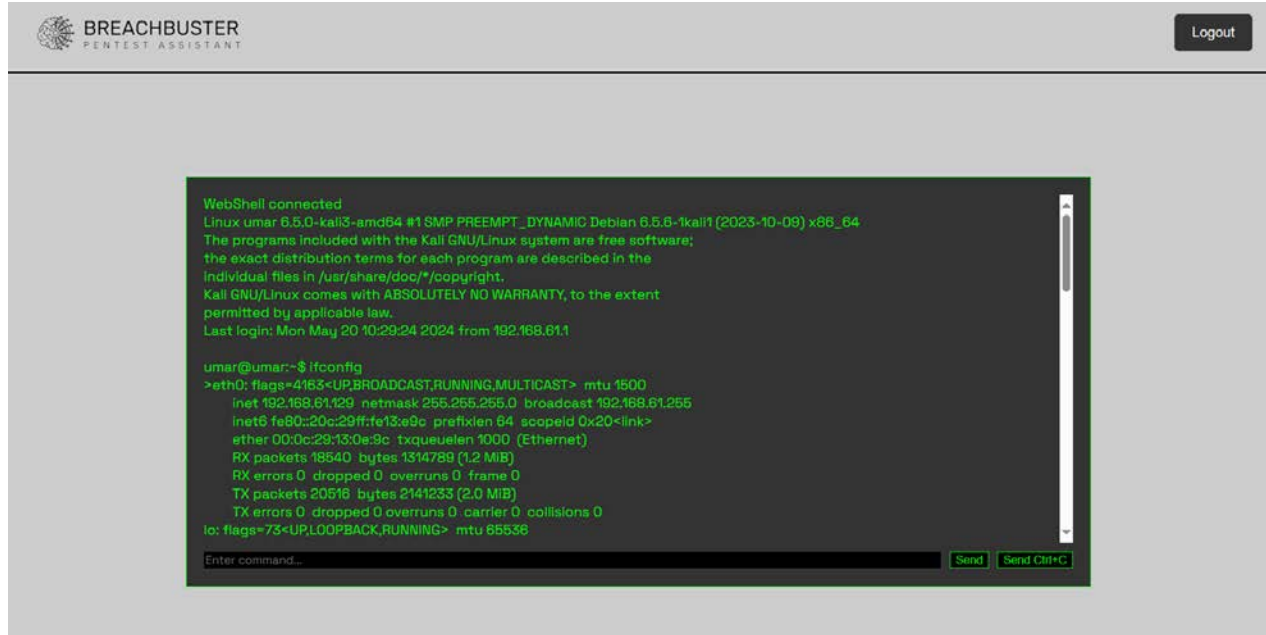 BREACHBUSTER
PENTEST ASSISTANT
Logout
WebShell connected
Linux umar 6.5.0-kali3-amd64 #1 SMP PREEMPT_DYNAMIC Debian 6.5.6-1kali1 (2023-10-09) x86_64
The programs included with the Kali GNU/Linux system are free software;
the exact distribution terms for each program are described in the
individual files in /usr/share/doc/*/copyright.
Kali GNU/Linux comes with ABSOLUTELY NO WARRANTY, to the extent
permitted by applicable law.
Last login: Mon May 20 10:29:24 2024 from 192.168.61.1
umar@umar:~$ ifconfig
>eth0: flags=4163<UP,BROADCAST,RUNNING,MULTICAST> mtu 1500
inet 192.168.61.129 netmask 255.255.255.0 broadcast 192.168.61.255
inet6 fe80::20c:29ff:fe13:e9c prefixlen 64 scopeid 0x20<link>
ether 00:0c:29:13:0e:9c txqueuelen 1000 (Ethernet)
RX packets 18540 bytes 1314789 (1.2 MiB)
RX errors 0 dropped 0 overruns 0 frame 0
TX packets 20516 bytes 2141233 (2.0 MiB)
TX errors 0 dropped 0 overruns 0 carrier 0 collisions 0
lo: flags=73<UP,LOOPBACK,RUNNING> mtu 65536
Enter command...
Send
Send Ctrl+C